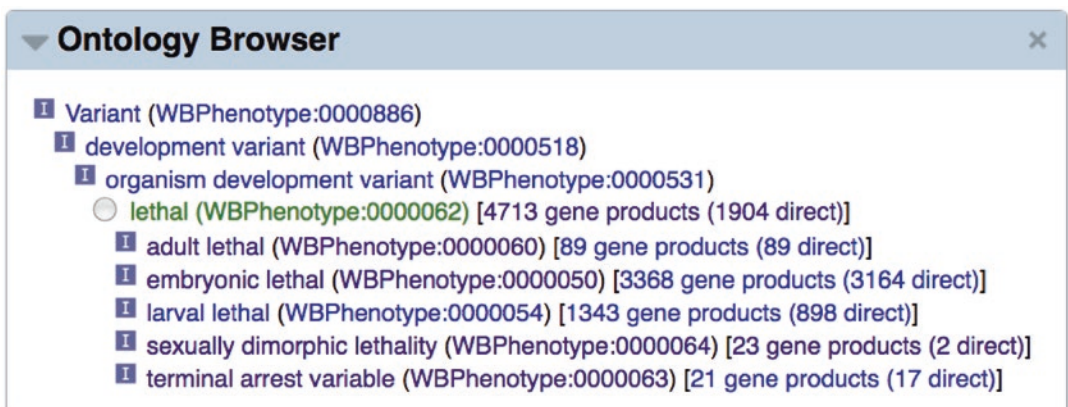 Ontology Browser
I Variant (WBPhenotype:0000886)
I development variant (WBPhenotype:0000518)
I organism development variant (WBPhenotype:0000531)
lethal (WBPhenotype:0000062) [4713 gene products (1904 direct)]
I adult lethal (WBPhenotype:0000060) [89 gene products (89 direct)]
I embryonic lethal (WBPhenotype:0000050) [3368 gene products (3164 direct)]
I larval lethal (WBPhenotype:0000054) [1343 gene products (898 direct)]
I sexually dimorphic lethality (WBPhenotype:0000064) [23 gene products (2 direct)]
I terminal arrest variable (WBPhenotype:0000063) [21 gene products (17 direct)]